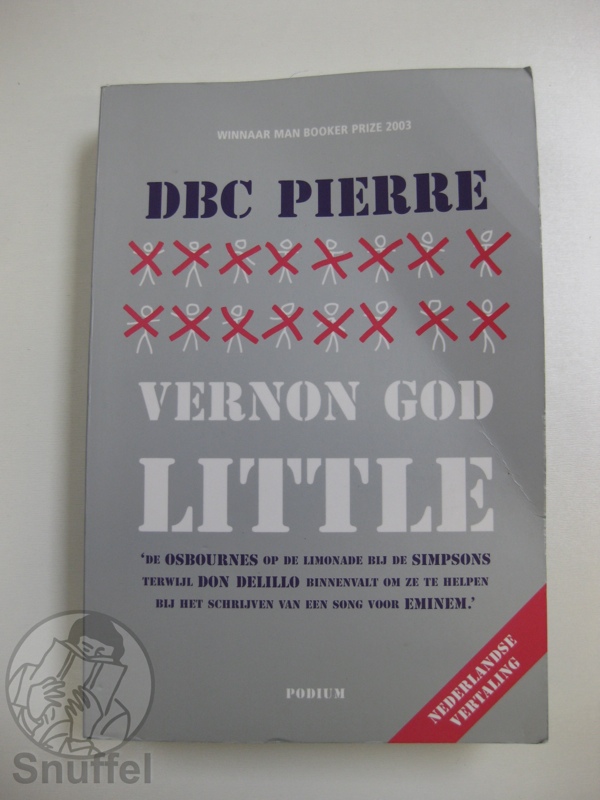 WINNAAR MAN BOOKER PRIZE 2003
DBC PIERRE
VERNON GOD
LITTLE
‘DE OSBOURNES OP DE LIMONADE BIJ DE SIMPSONS
TERWIJL DON DELILLO BINNENVALT OM ZE TE HELPEN
BIJ HET SCHRIJVEN VAN EEN SONG VOOR EMINEM.’
NEDERLANDSE
VERTALING
PODIUM
Snuffel